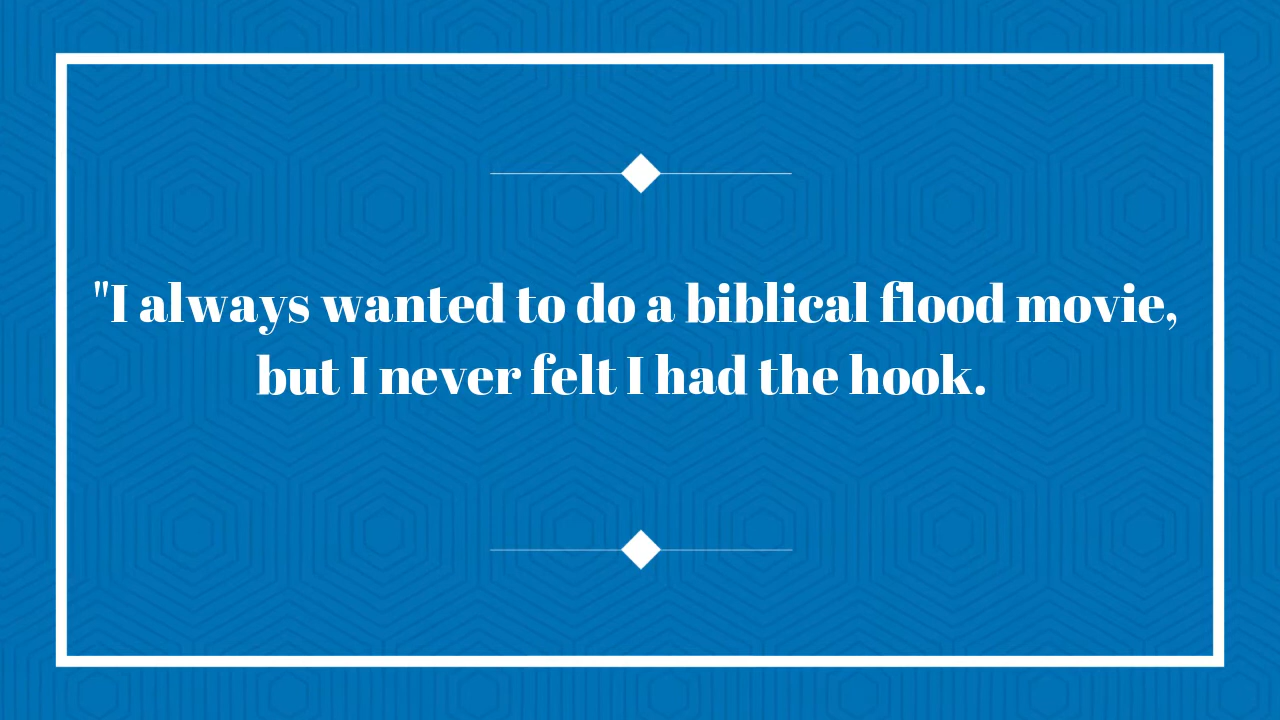 "I always wanted to do a biblical flood movie,
but I never felt I had the hook.